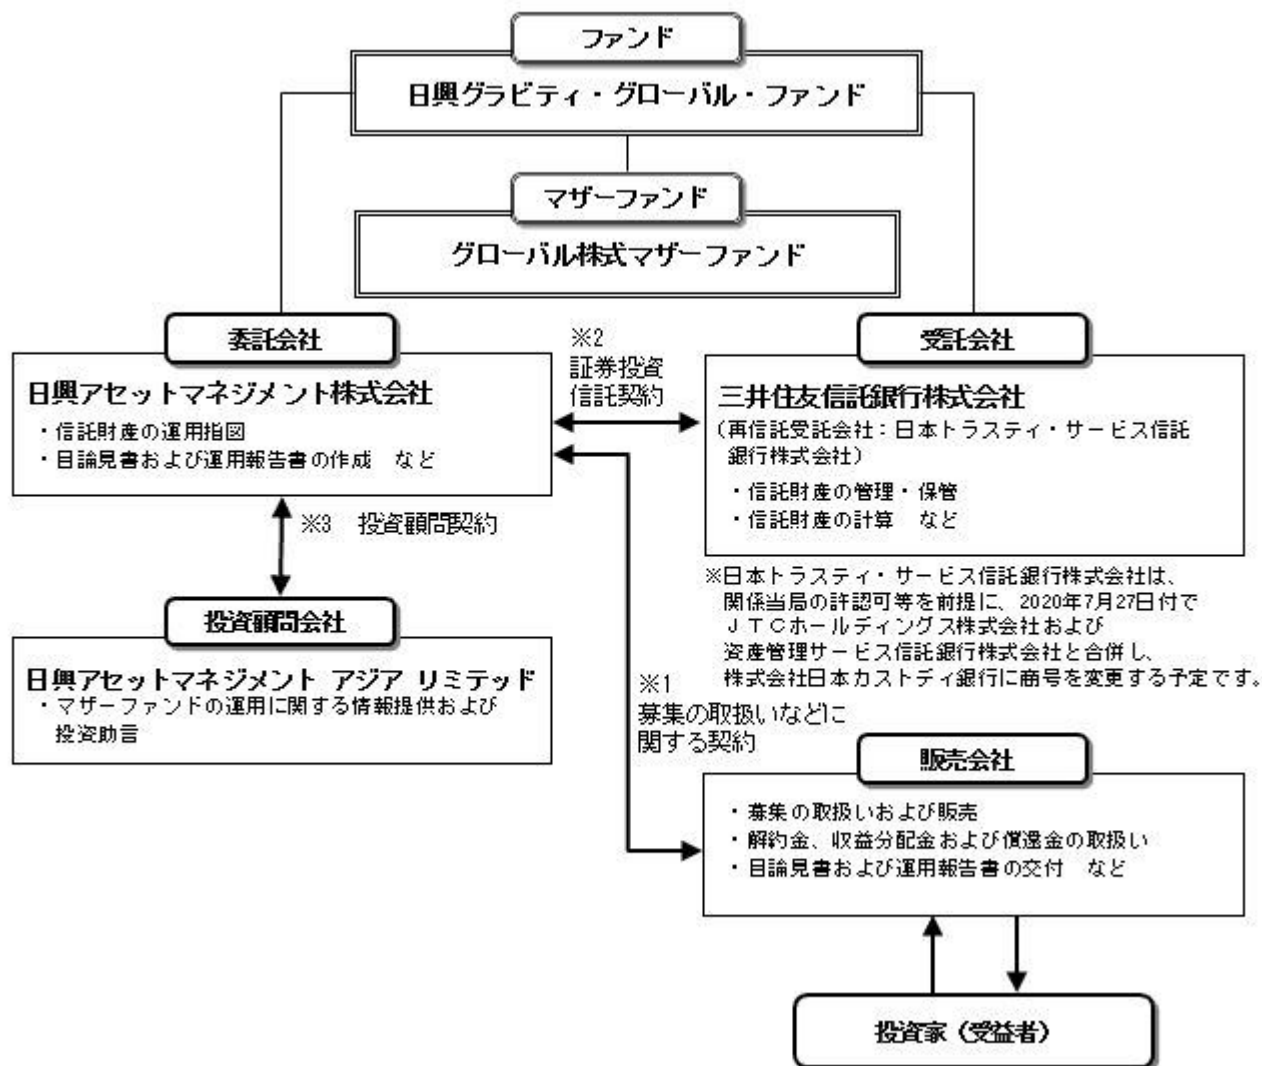 ファンド
日興グラビティ・グローバル・ファンド
マザーファンド
グローバル株式マザーファンド
委託会社
日興アセットマネジメント株式会社
・信託財産の運用指図
・目論見書および運用報告書の作成　など
※2
証券投資
信託契約
受託会社
三井住友信託銀行株式会社
（再信託受託会社：日本トラスティ・サービス信託
銀行株式会社）
・信託財産の管理・保管
・信託財産の計算　など
※3　投資顧問契約
※日本トラスティ・サービス信託銀行株式会社は、
関係当局の許認可等を前提に、2020年7月27日付で
ＪＴＣホールディングス株式会社および
資産管理サービス信託銀行株式会社と合併し、
株式会社日本カストディ銀行に商号を変更する予定です。
投資顧問会社
日興アセットマネジメント アジア リミテッド
・マザーファンドの運用に関する情報提供および
投資助言
※1
募集の取扱いなどに
関する契約
販売会社
・募集の取扱いおよび販売
・解約金、収益分配金および償還金の取扱い
・目論見書および運用報告書の交付　など
投資家（受益者）